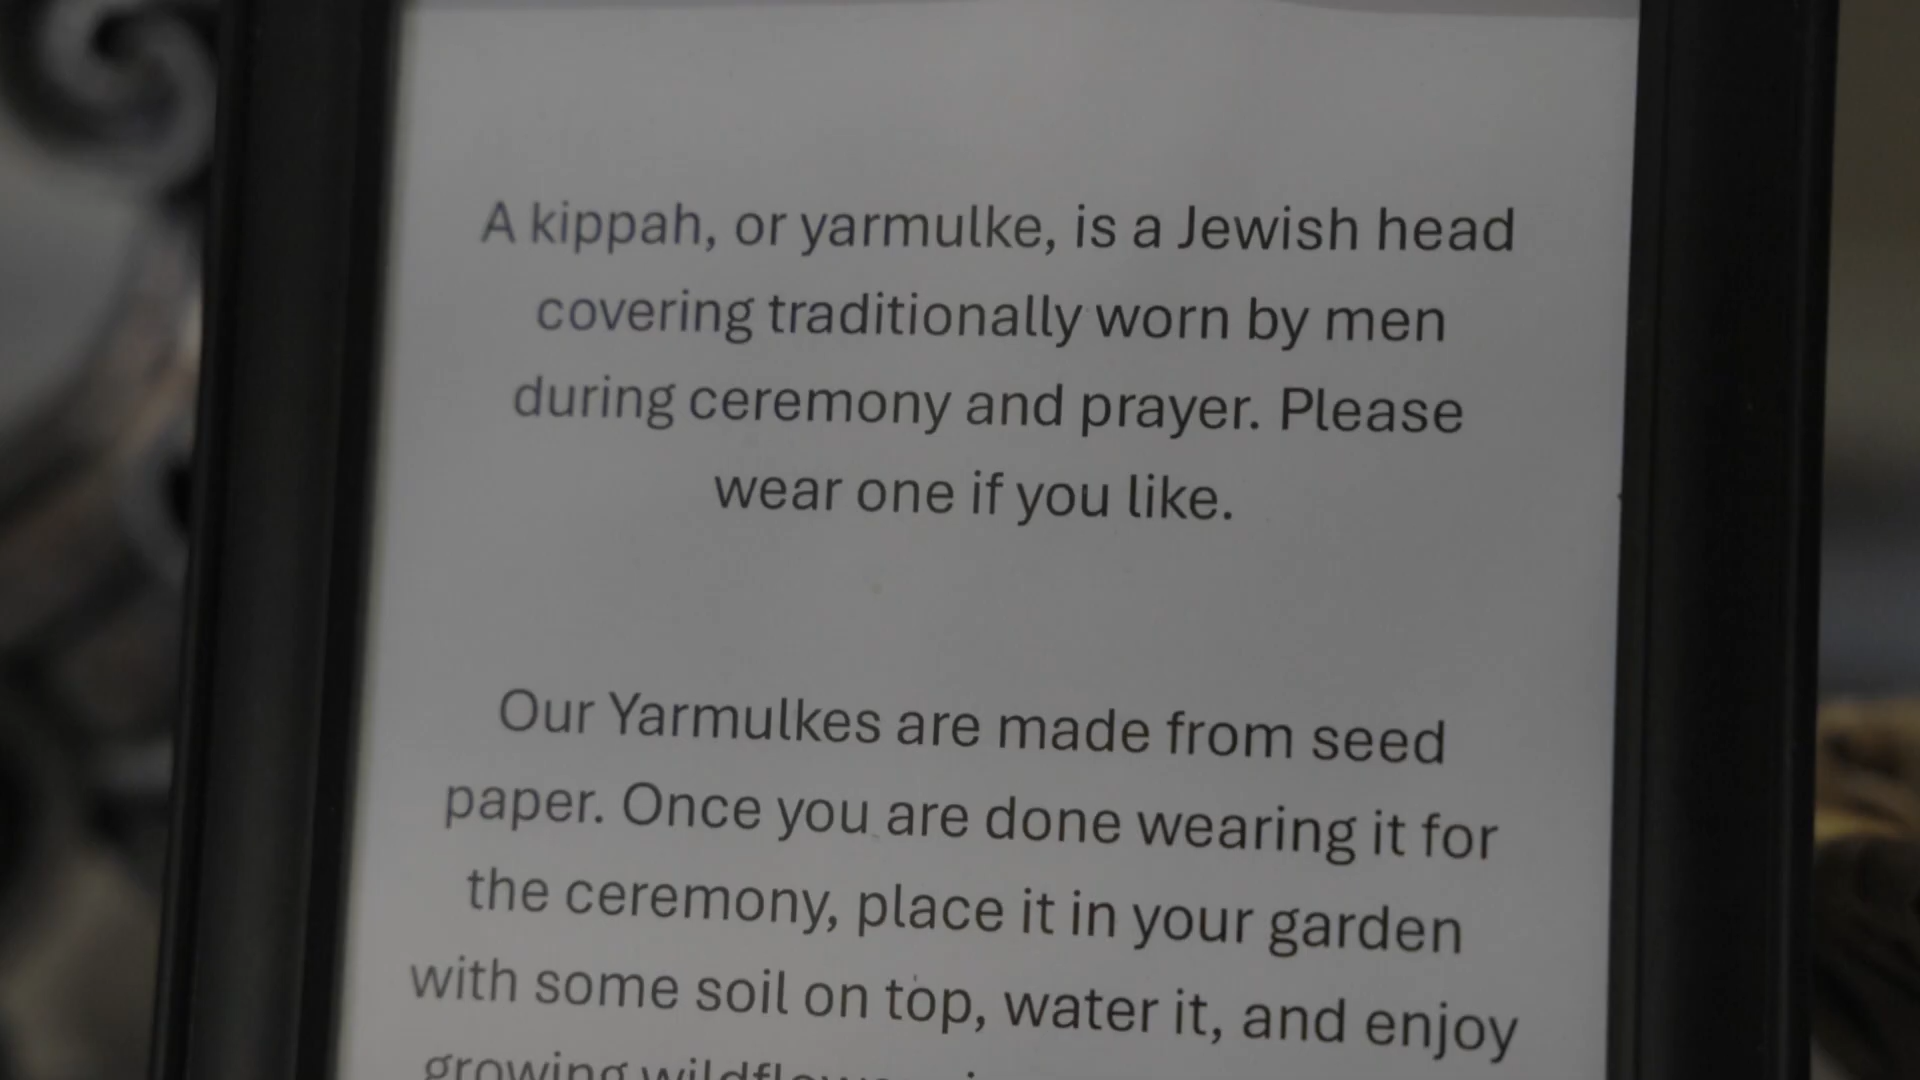 A kippah, or yarmulke, is a Jewish head
covering traditionally worn by men
during ceremony and prayer. Please
wear one if you like.
Our Yarmulkes are made from seed
paper. Once you are done wearing it for
the ceremony, place it in your garden
with some soil on top, water it, and enjoy
growing